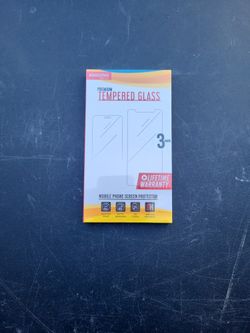 PREMIUM
TEMPERED GLASS
3
LIFETIME
WARRANTY
MOBILE PHONE SCREEN PROTECTOR